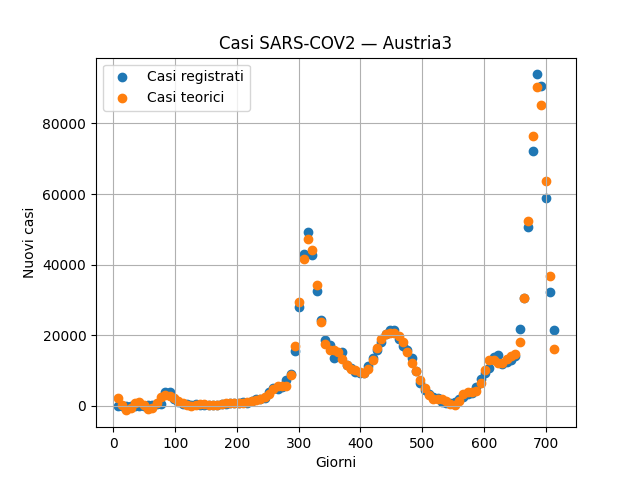 Casi SARS-COV2 — Austria3
Casi registrati
Casi teorici
80000
60000
40000
20000
0
Nuovi casi
0 100 200 300 400 500 600 700
Giorni